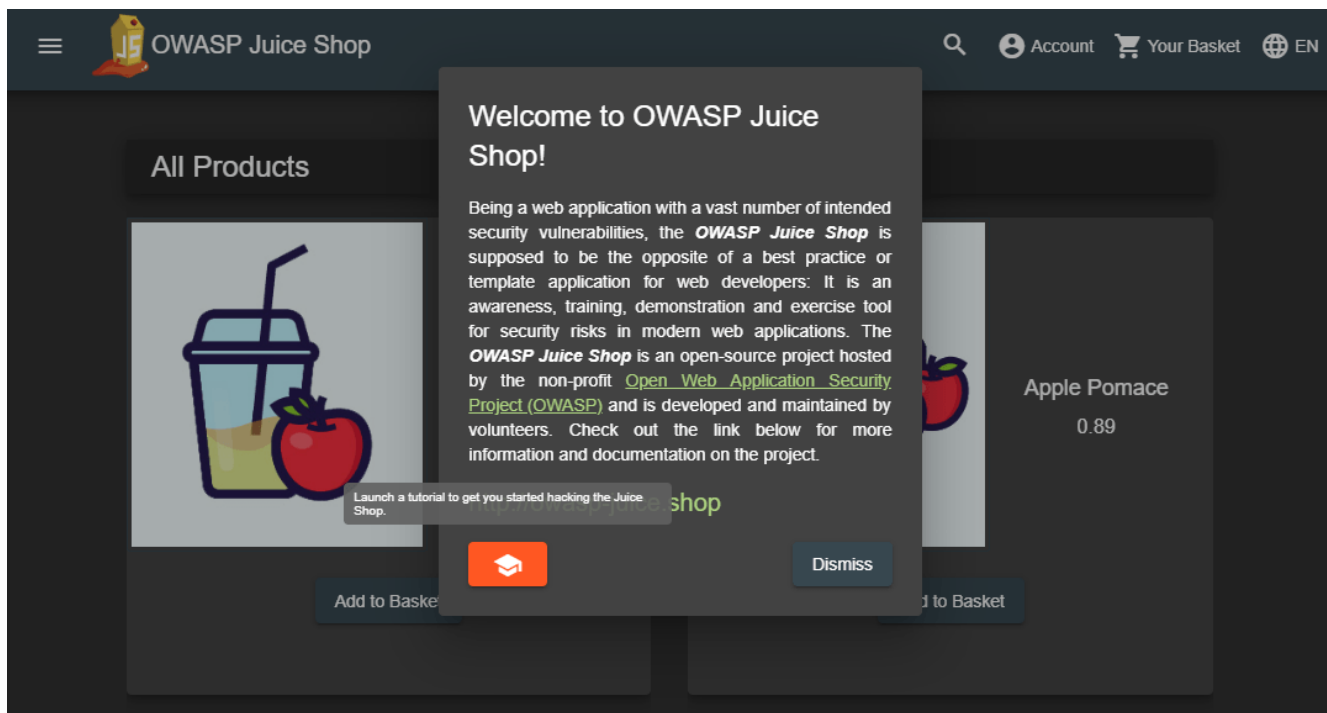 OWASP Juice Shop
Account
Your Basket
EN
All Products
Welcome to OWASP Juice
Shop!
Being a web application with a vast number of intended
security vulnerabilities, the OWASP Juice Shop is
supposed to be the opposite of a best practice or
template application for web developers: It is an
awareness, training, demonstration and exercise tool
for security risks in modern web applications. The
OWASP Juice Shop is an open-source project hosted
by the non-profit Open Web Application Security
Project (OWASP) and is developed and maintained by
volunteers. Check out the link below for more
information and documentation on the project.
Launch a tutorial to get you started hacking the Juice
Shop.
http://owasp-juice.shop
Dismiss
Apple Pomace
0.89
Add to Baske
d to Basket